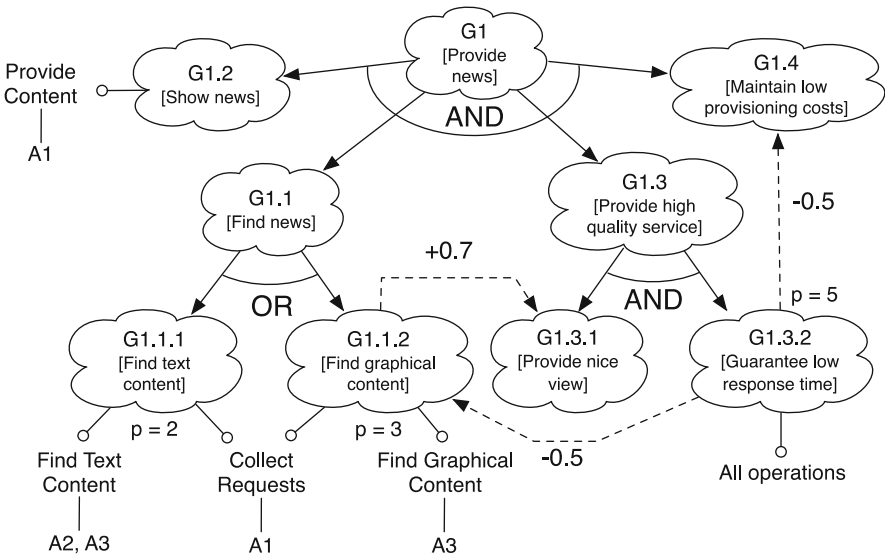 G1
[Provide
news]
G1.2
[Show news]
G1.4
[Maintain low
provisioning costs]
Provide
Content
A1
AND
G1.1
[Find news]
G1.3
[Provide high
quality service]
-0.5
+0.7
OR
AND
p = 5
G1.1.1
[Find text
content]
G1.1.2
[Find graphical
content]
G1.3.1
[Provide nice
view]
G1.3.2
[Guarantee low
response time]
p = 2
p = 3
-0.5
Find Text
Content
Collect
Requests
Find Graphical
Content
All operations
A2, A3
A1
A3